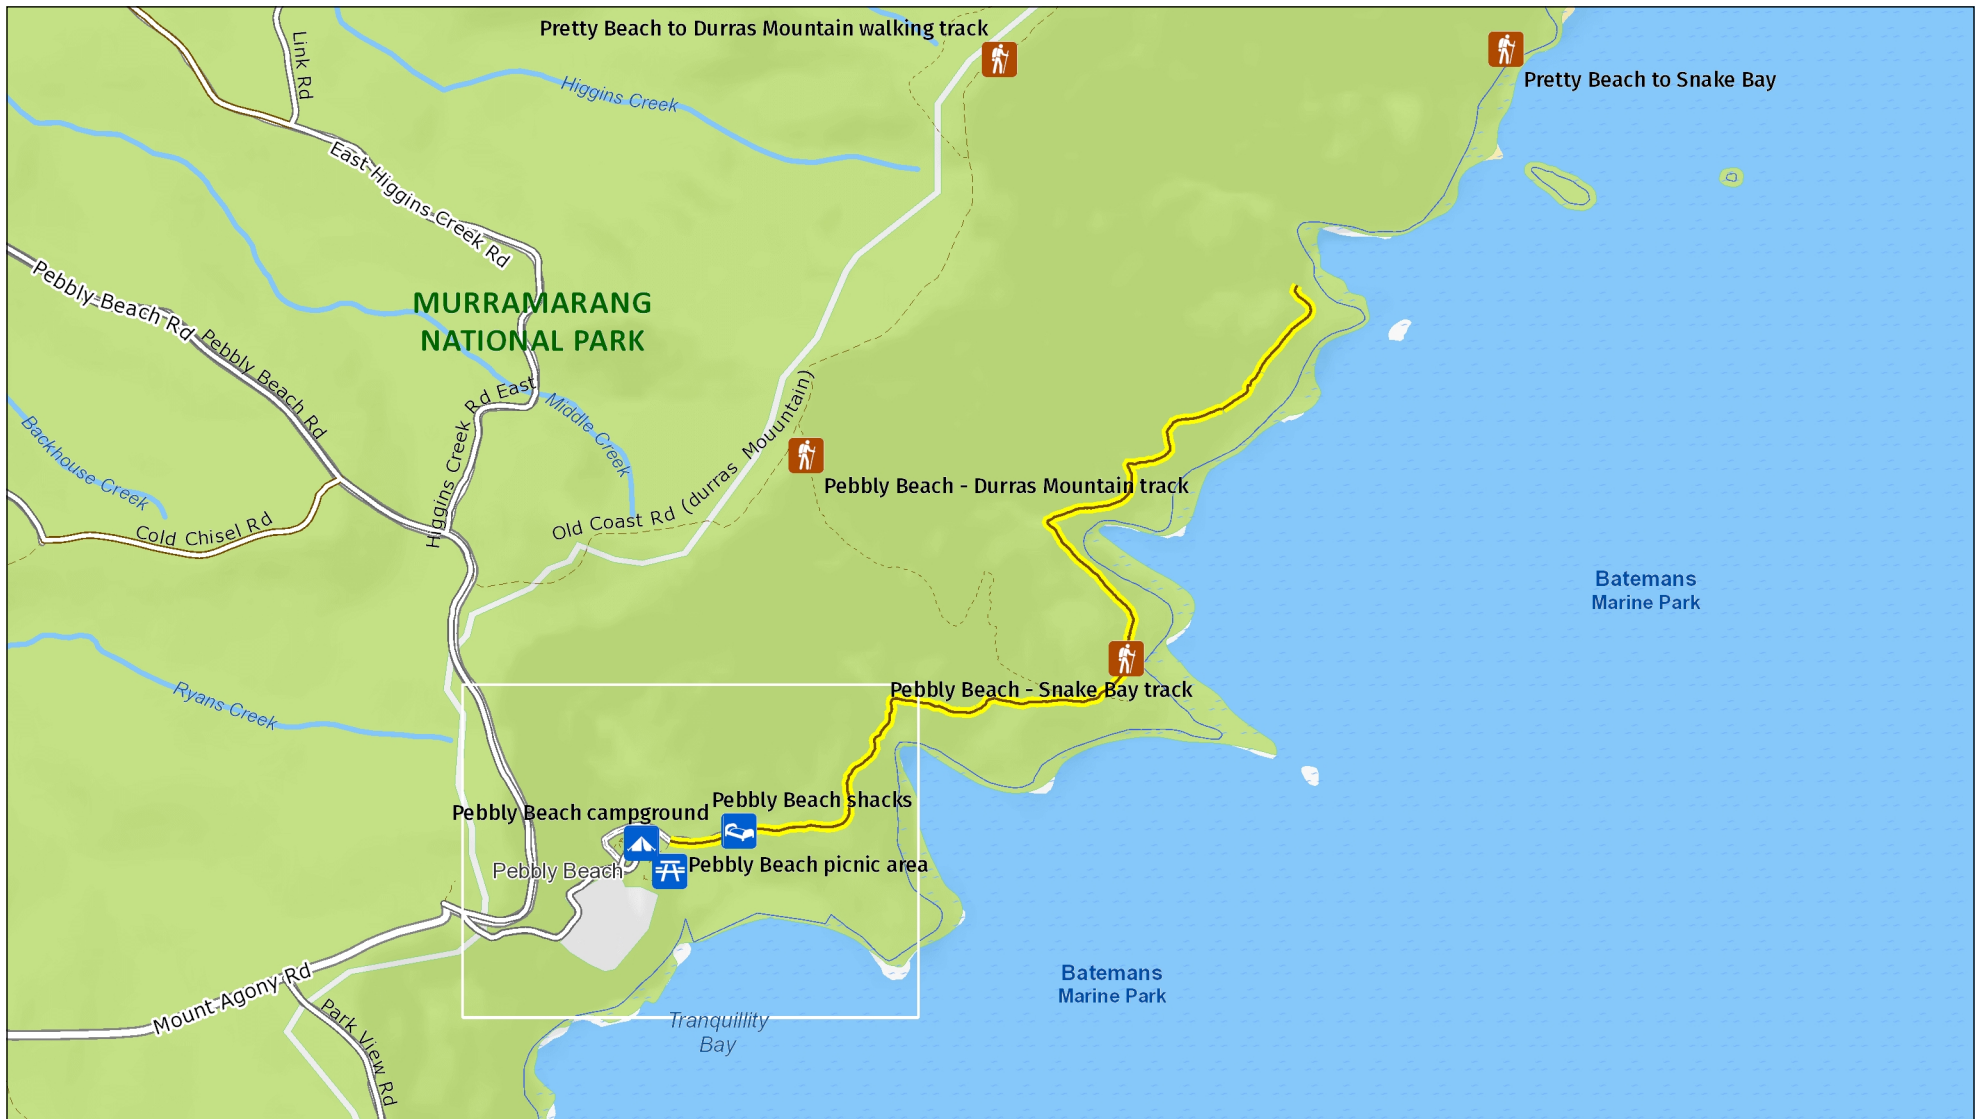 Pretty Beach to Durras Mountain walking track
Pretty Beach to Snake Bay
Link Rd
Higgins Creek
East Higgins Creek Rd
Pebbly Beach Rd
MURRAMARANG
NATIONAL PARK
Pebbly Beach Rd
Higgins Creek Rd East
Middle Creek
Backhouse Creek
Old Coast Rd (durras Mouuntain)
Pebbly Beach - Durras Mountain track
Cold Chisel Rd
Batemans
Marine Park
Ryans Creek
Pebbly Beach - Snake Bay track
Pebbly Beach campground
Pebbly Beach shacks
Pebbly Beach
Pebbly Beach picnic area
Mount Agony Rd
Batemans
Marine Park
Park View Rd
Tranquillity
Bay